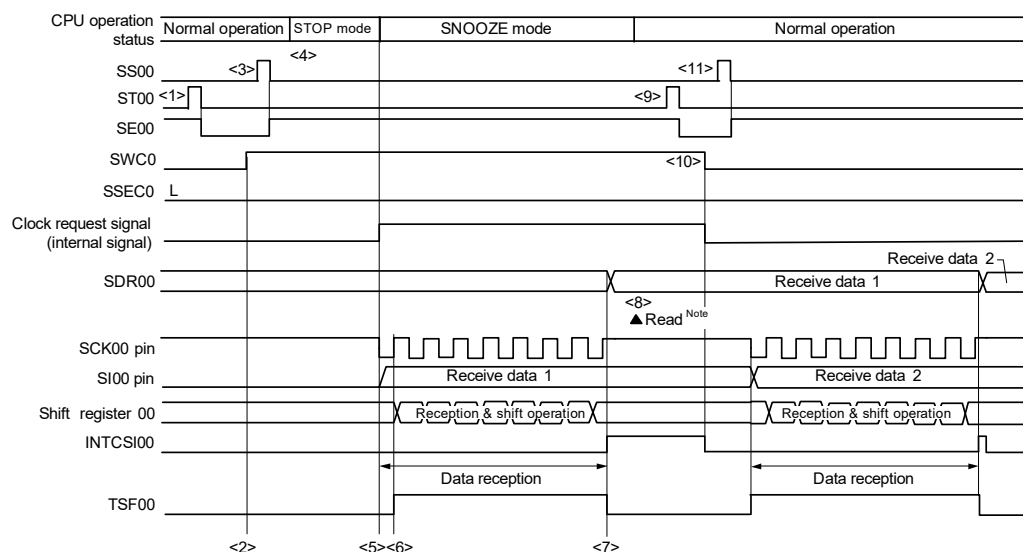 CPU operation
status
Normal operation
STOP mode
SNOOZE mode
Normal operation
<4>
SS00
<3>
<11>
ST00
<1>
<9>
SE00
SWC0
<10>
SSEC0
L
Clock request signal
(internal signal)
Receive data 2
SDR00
Receive data 1
<8>
▲ Read Note
SCK00 pin
SI00 pin
Receive data 1
Receive data 2
Shift register 00
Reception & shift operation
Reception & shift operation
INTCSI00
Data reception
Data reception
TSF00
<2>
<5><6>
<7>